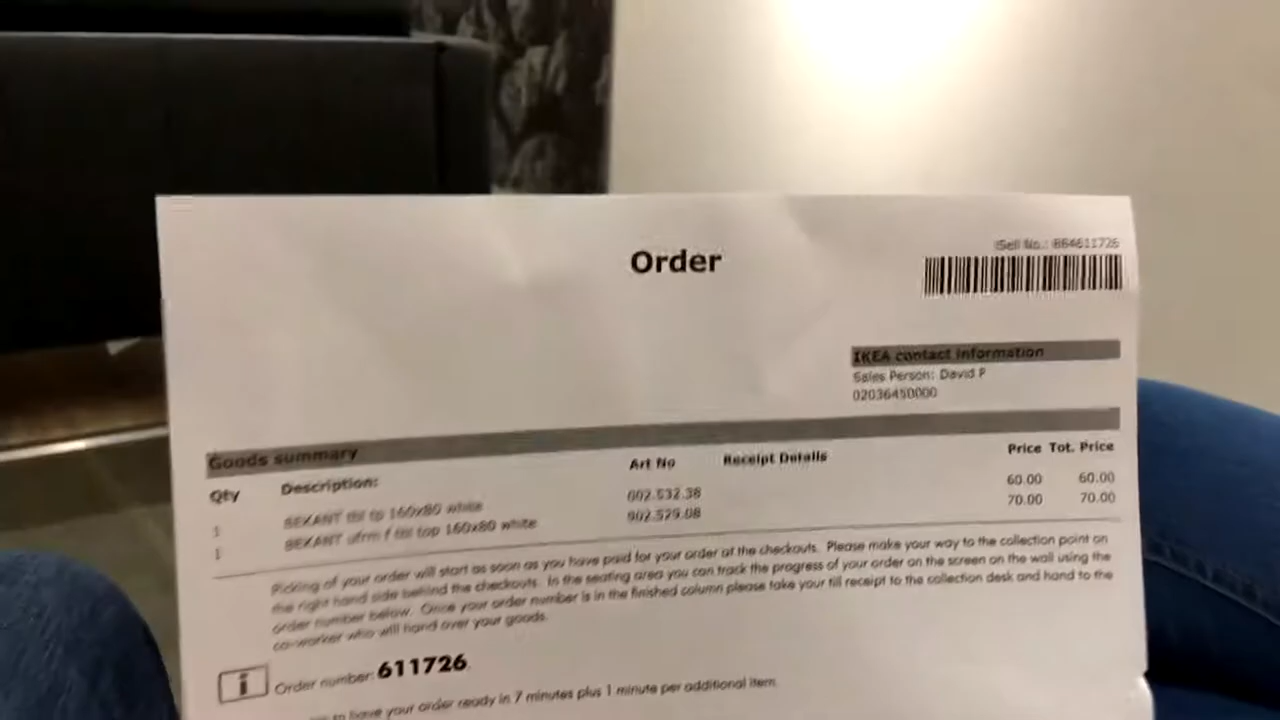 Order
iSell No.: 864611726
IKEA contact information
Sales Person: David P
02036450000
Goods summary
Qty Description: Art No Receipt Details Price Tot. Price
1 BEKANT tbl tp 160x80 white 002.532.38 60.00 60.00
1 BEKANT ufrm f tbl top 160x80 white 902.529.08 70.00 70.00
Picking of your order will start as soon as you have paid for your order at the checkouts. Please make your way to the collection point on
the right hand side behind the checkouts. In the seating area you can track the progress of your order on the screen on the wall using the
order number below. Once your order number is in the finished column please take your till receipt to the collection desk and hand to the
co-worker who will hand over your goods.
i Order number: 611726
to have your order ready in 7 minutes plus 1 minute per additional item.